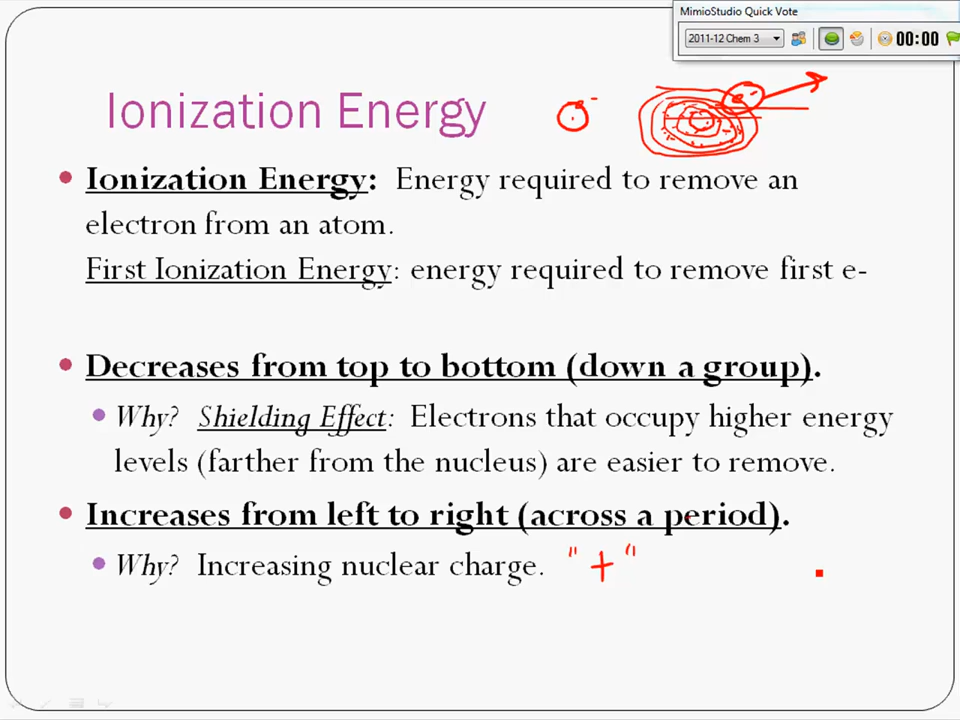 MimioStudio Quick Vote
2011-12 Chem 3
00:00
Ionization Energy
• Ionization Energy: Energy required to remove an
electron from an atom.
First Ionization Energy: energy required to remove first e-
• Decreases from top to bottom (down a group).
• Why? Shielding Effect: Electrons that occupy higher energy
levels (farther from the nucleus) are easier to remove.
• Increases from left to right (across a period).
• Why? Increasing nuclear charge. "+"